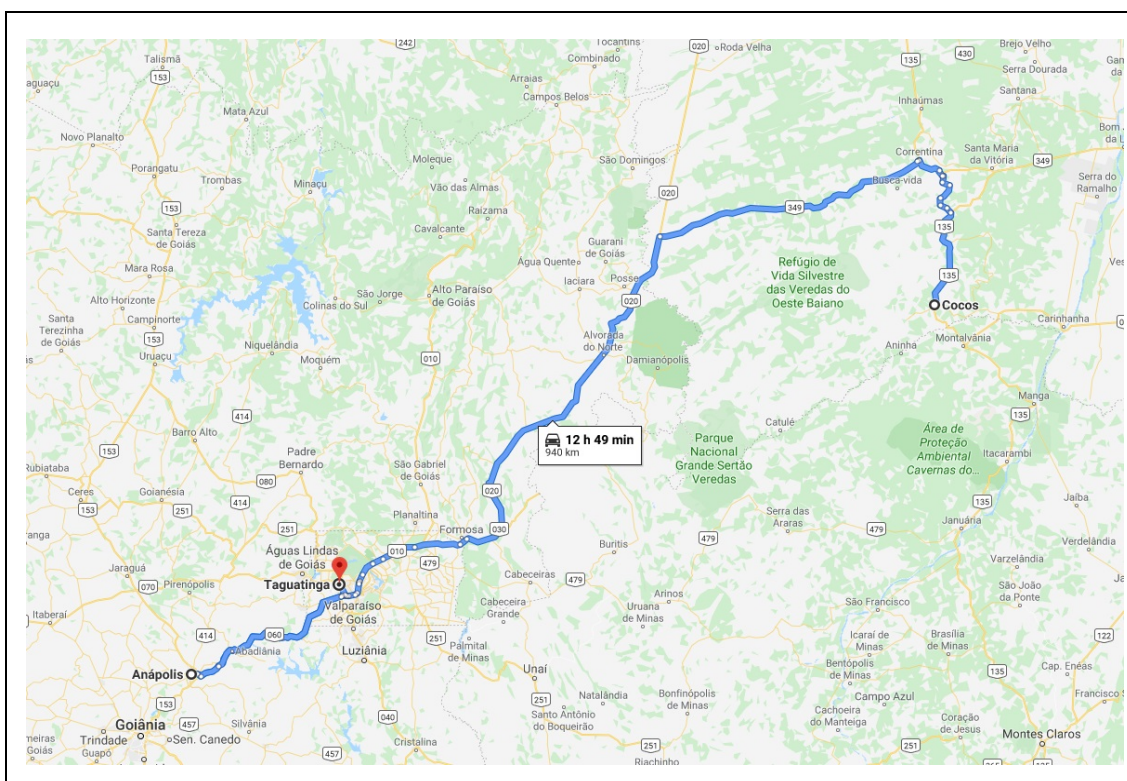 242
Tocantins
Combinado
020
Roda Velha
430
Brejo Velho
135
Serra Dourada
Talismã
153
Arraias
Campos Belos
Santana
Inhaúmas
Mata Azul
Novo Planalto
Bom J
da L
Correntina
Santa Maria
da Vitória
349
Porangatu
Moleque
São Domingos
Trombas
Minaçu
Vão das Almas
Busca-vida
Serra do
Ramalho
153
020
Raizama
349
Santa Tereza
de Goiás
Cavalcante
135
Guarani
de Goiás
Mara Rosa
Água Quente
Refúgio de
Vida Silvestre
das Veredas do
Oeste Baiano
Iaciara
Posse
135
Alto Horizonte
São Jorge
Alto Paraíso
de Goiás
020
Colinas do Sul
Cocos
Santa
Terezinha
de Goiás
Campinorte
Carinhanha
153
Alvorada
do Norte
Montalvânia
Niquelândia
Uruaçu
Moquém
010
Damianópolis
Aninha
Manga
414
135
Catulé
12 h 49 min
940 km
Parque
Nacional
Grande Sertão
Veredas
Área de
Proteção
Ambiental
Cavernas do...
Barro Alto
Padre
Bernardo
São Gabriel
de Goiás
Itacarambi
Rubiataba
080
Ceres
Goianésia
020
135
Jaíba
153
414
Serra das
Araras
251
Planaltina
Formosa
030
Januária
479
Verdelândia
010
Buritis
479
Águas Lindas
de Goiás
Jaraguá
479
Varzelândia
Taguatinga
Cabeceiras
070
Pirenópolis
479
São João
da Ponte
Valparaíso
de Goiás
Cabeceira
Grande
Arinos
Itaberaí
São Francisco
Uruana
de Minas
414
060
251
122
Abadiânia
Palmital
de Minas
Icaraí de
Minas
Brasília
de Minas
Luziânia
Anápolis
Unaí
Bentópolis
de Minas
135
Cap. Enéas
153
251
Natalândia
Bonfinópolis
de Minas
Campo Azul
Francisco S
Goiânia
040
Santo Antônio
do Boqueirão
Cachoeira
do Manteiga
Coração
de Jesus
Trindade
457
Silvânia
Sen. Canedo
Cristalina
Montes Claros
Guapó
457
251
Riachinho
251